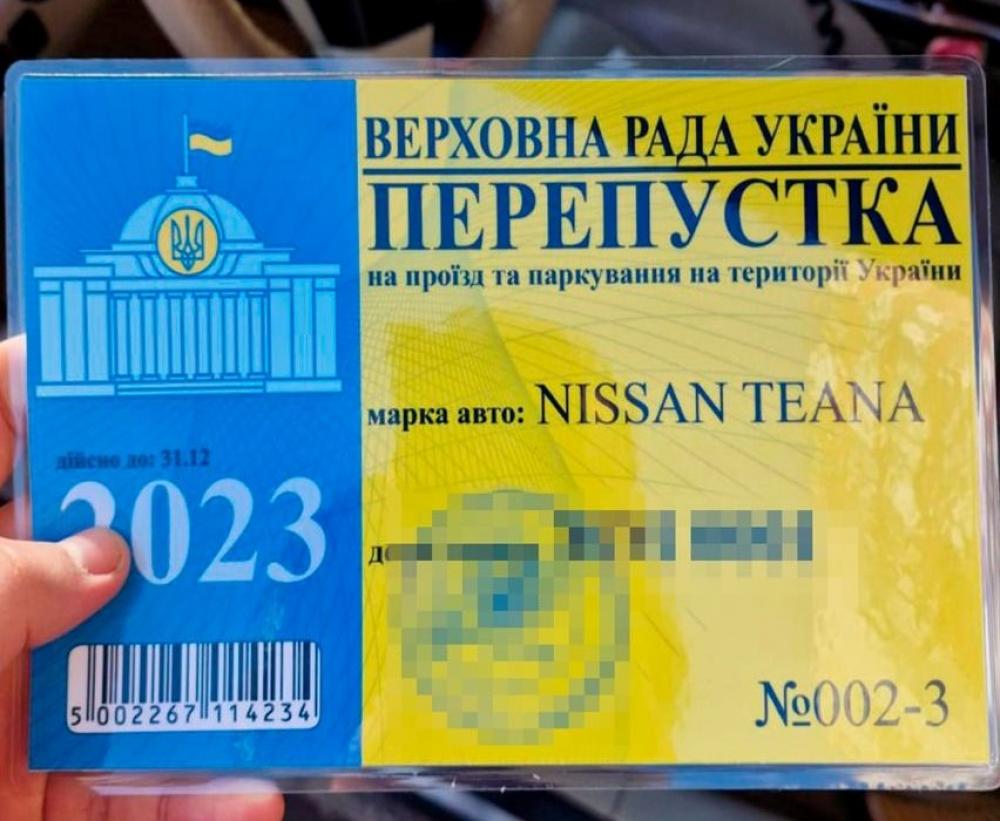 ВЕРХОВНА РАДА УКРАЇНИ
ПЕРЕПУСТКА
на проїзд та паркування на території України
марка авто: NISSAN TEANA
дійсно до: 31.12
2023
5 002267 114234
№002-3